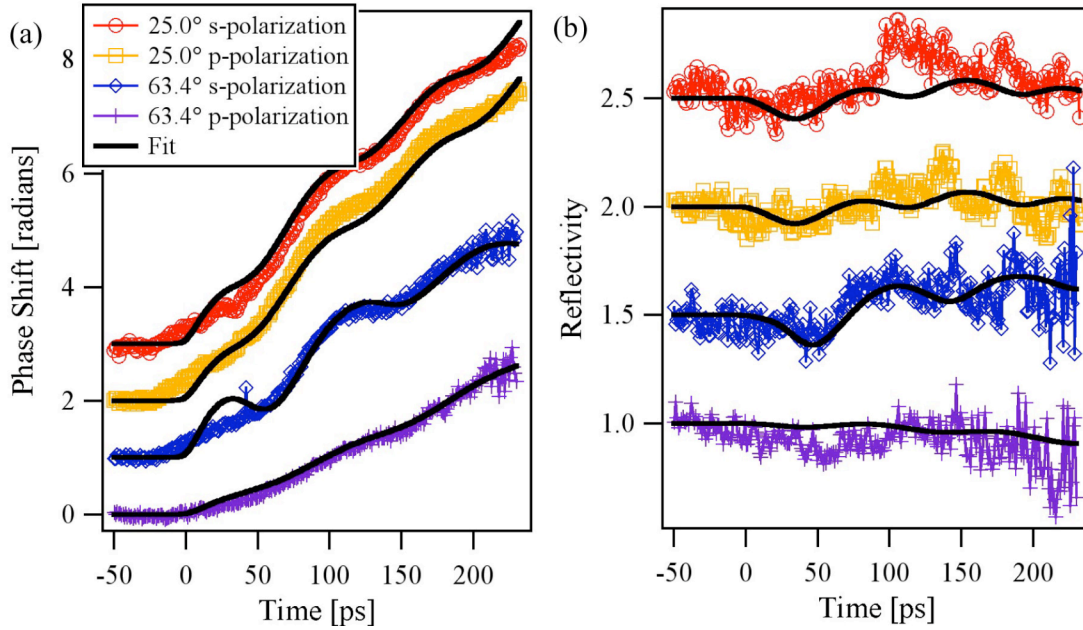 (a)
25.0° s-polarization
25.0° p-polarization
63.4° s-polarization
63.4° p-polarization
Fit
Phase Shift [radians]
8
6
4
2
0
-50 0 50 100 150 200
Time [ps]
(b)
Reflectivity
2.5
2.0
1.5
1.0
-50 0 50 100 150 200
Time [ps]